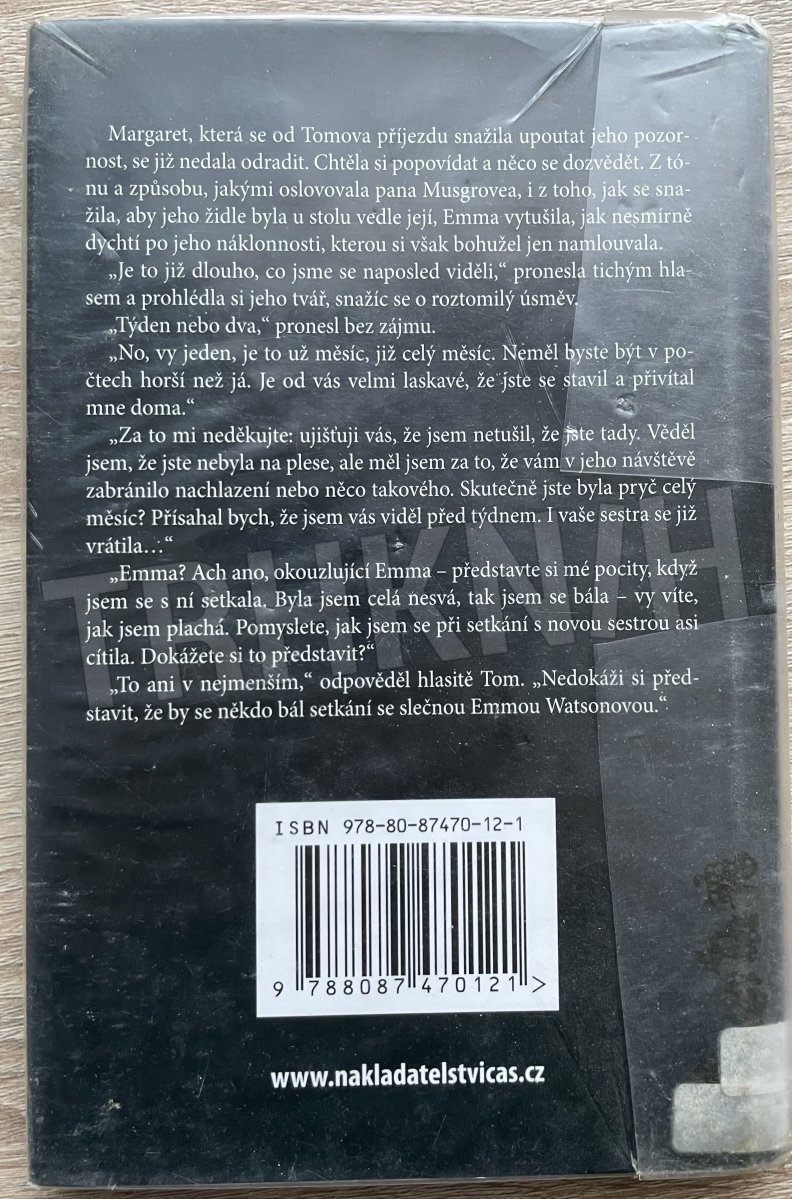 Margaret, která se od Tomova příjezdu snažila upoutat jeho pozor-
nost, se již nedala odradit. Chtěla si popovídat a něco se dozvědět. Z tó-
nu a způsobu, jakými oslovovala pana Musgrovea, i z toho, jak se sna-
žila, aby jeho židle byla u stolu vedle její, Emma vytušila, jak nesmírně
dychtí po jeho náklonnosti, kterou si však bohužel jen namlouvala.
„Je to již dlouho, co jsme se naposled viděli,“ pronesla tichým hla-
sem a prohlédla si jeho tvář, snažíc se o roztomilý úsměv.
„Týden nebo dva,“ pronesl bez zájmu.
„No, vy jeden, je to už měsíc, již celý měsíc. Neměl byste být v po-
čtech horší než já. Je od vás velmi laskavé, že jste se stavil a přivítal
mne doma.“
„Za to mi neděkujte: ujišťuji vás, že jsem netušil, že jste tady. Věděl
jsem, že jste nebyla na plese, ale měl jsem za to, že vám v jeho návštěvě
zabránilo nachlazení nebo něco takového. Skutečně jste byla pryč celý
měsíc? Přísahal bych, že jsem vás viděl před týdnem. I vaše sestra se již
vrátila…“
„Emma? Ach ano, okouzlující Emma – představte si mé pocity, když
jsem se s ní setkala. Byla jsem celá nesvá, tak jsem se bála – vy víte,
jak jsem plachá. Pomyslete, jak jsem se při setkání s novou sestrou asi
cítila. Dokážete si to představit?“
„To ani v nejmenším,“ odpověděl hlasitě Tom. „Nedokáži si před-
stavit, že by se někdo bál setkání se slečnou Emmou Watsonovou.“
TRHKNIH
ISBN 978-80-87470-12-1
9 788087 470121 >
www.nakladatelstvicas.cz